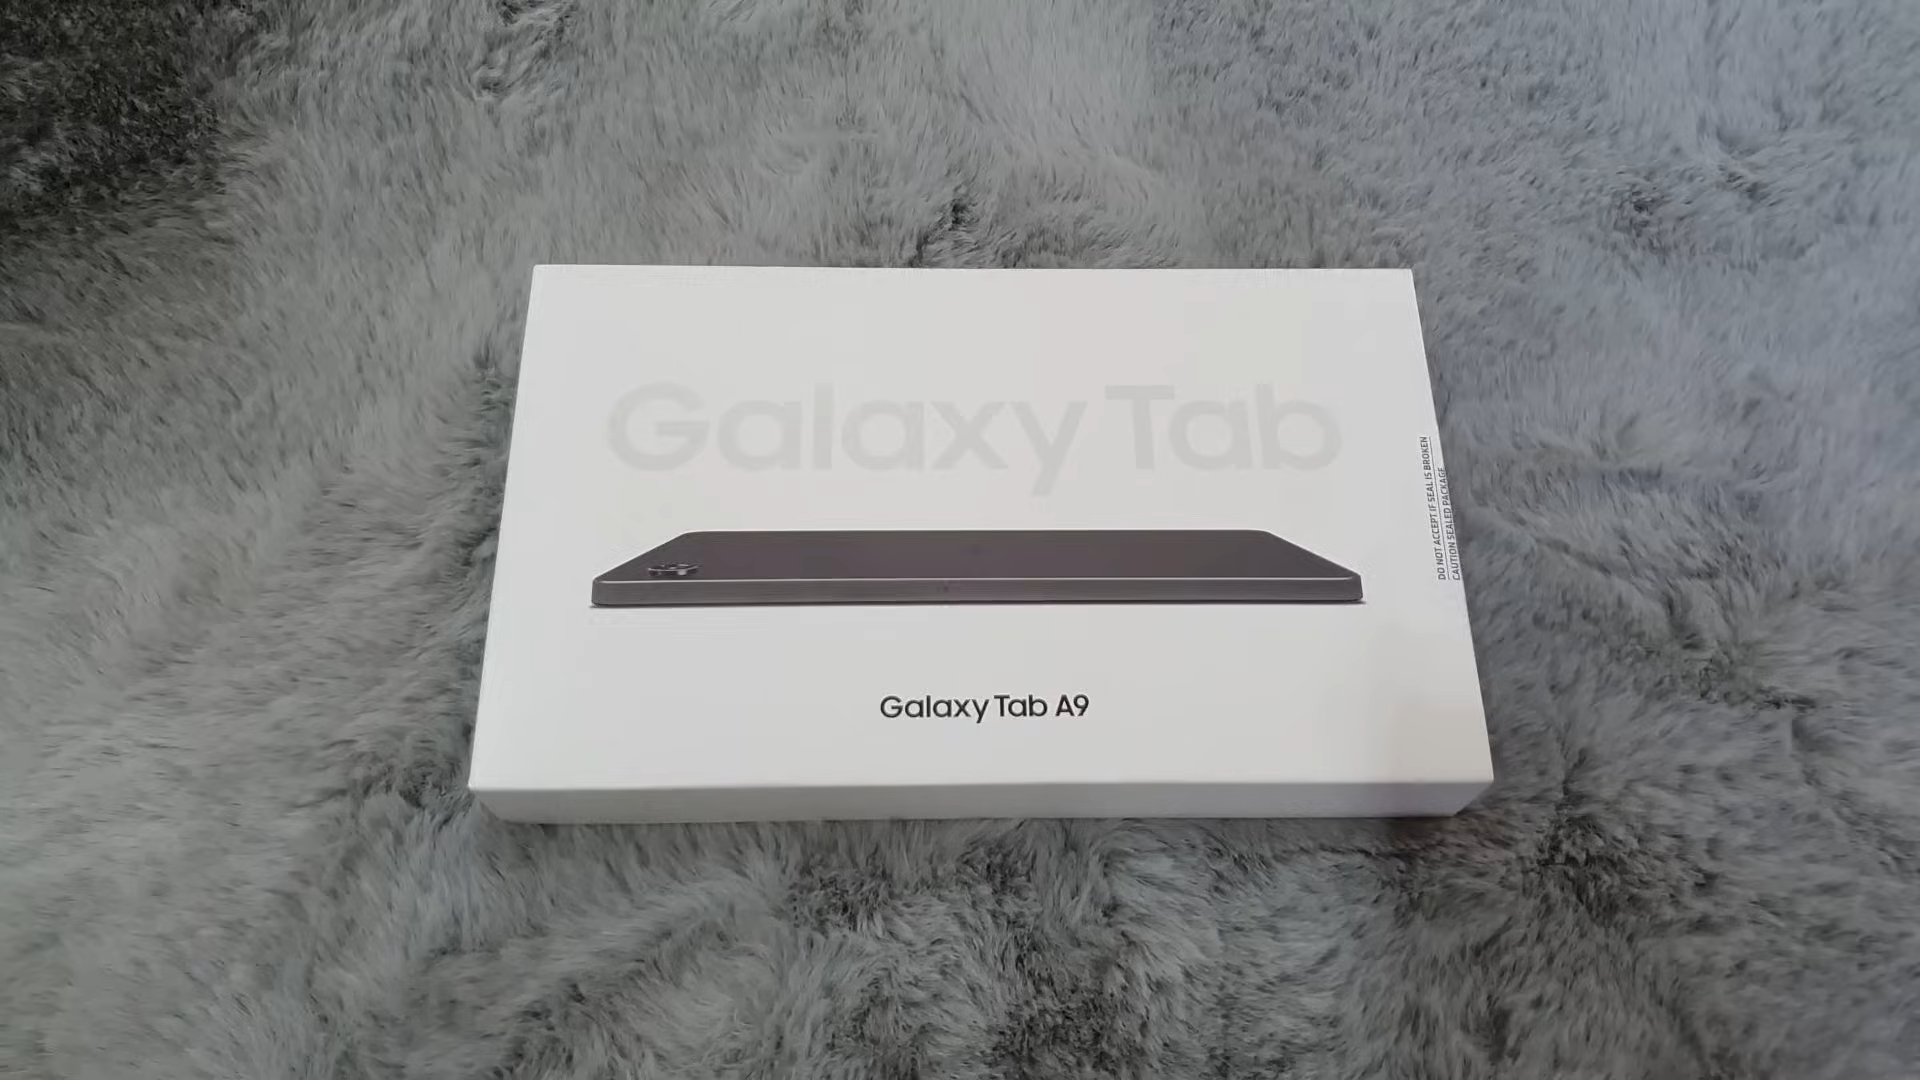 Galaxy Tab
Galaxy Tab A9
DO NOT ACCEPT IF SEAL IS BROKEN
CAUTION SEALED PACKAGE